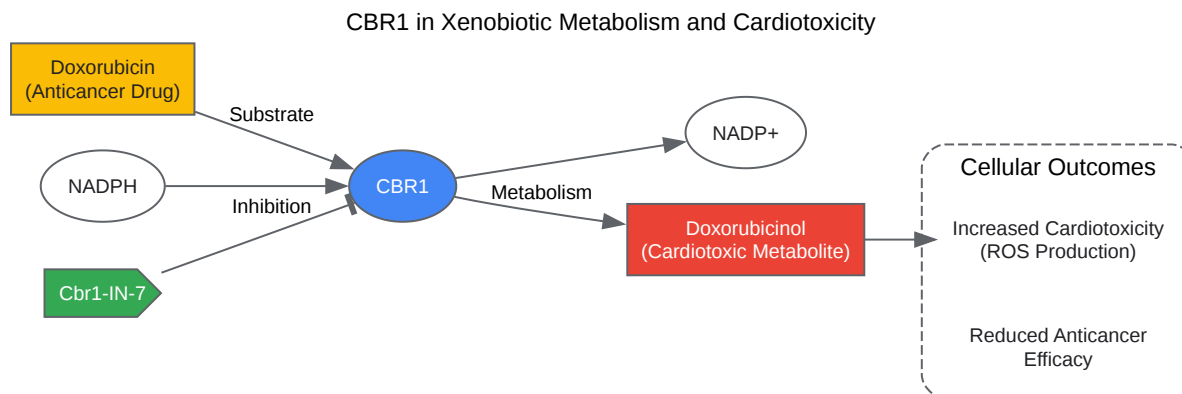 CBR1 in Xenobiotic Metabolism and Cardiotoxicity
Doxorubicin
(Anticancer Drug)
Substrate
NADPH
Inhibition
Cbr1-IN-7
CBR1
NADP+
Metabolism
Doxorubicinol
(Cardiotoxic Metabolite)
Cellular Outcomes
Increased Cardiotoxicity
(ROS Production)
Reduced Anticancer
Efficacy